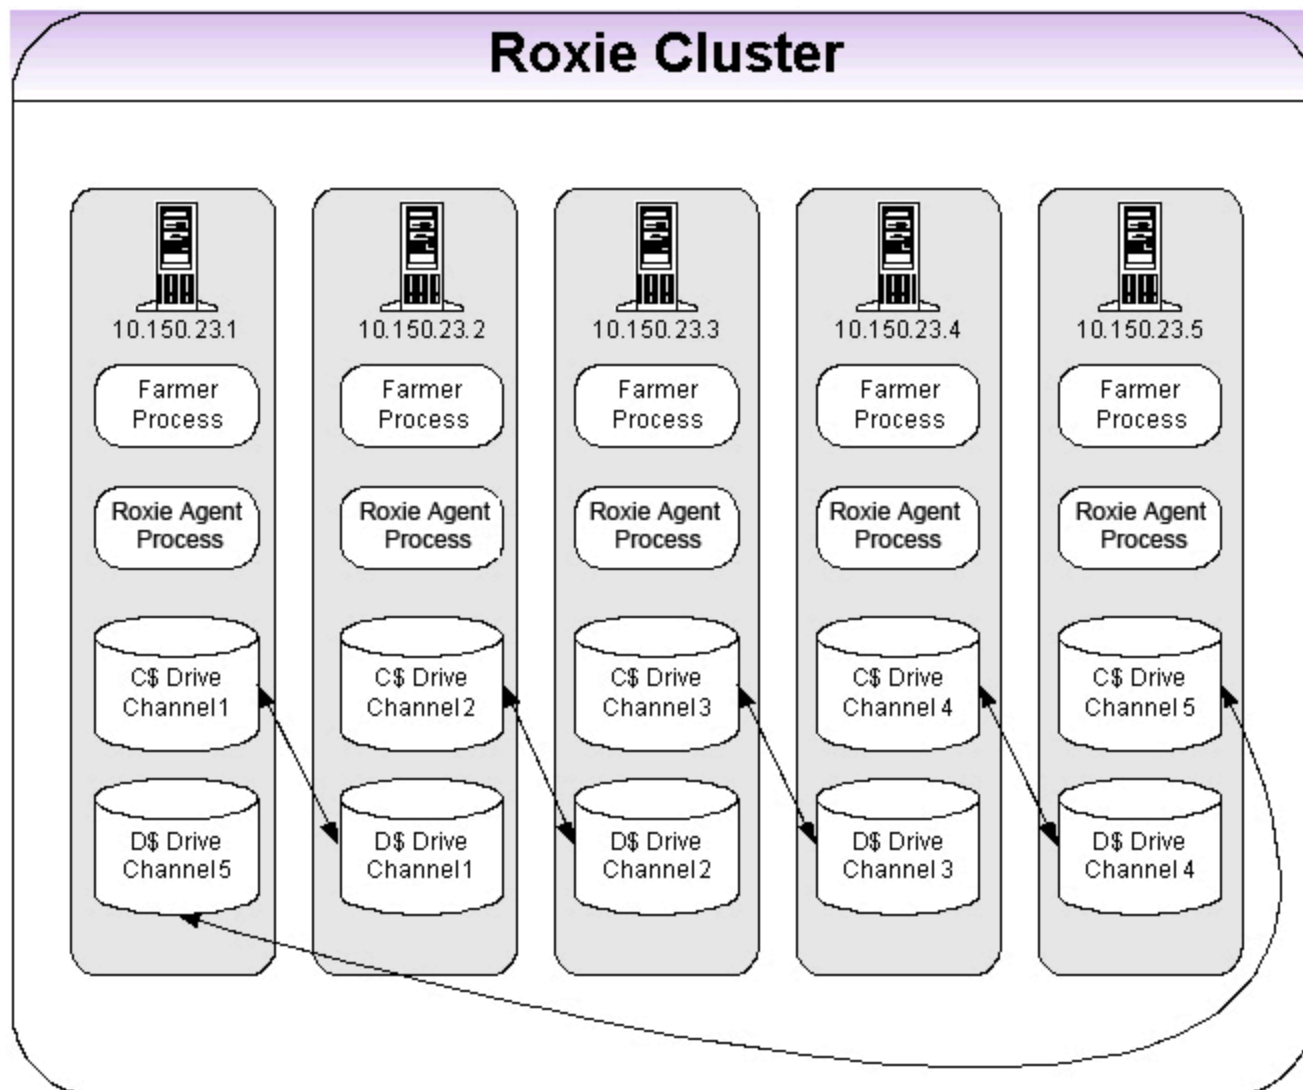 Roxie Cluster
10.150.23.1
Farmer
Process
Roxie Agent
Process
C$ Drive
Channel 1
D$ Drive
Channel 5
10.150.23.2
Farmer
Process
Roxie Agent
Process
C$ Drive
Channel 2
D$ Drive
Channel 1
10.150.23.3
Farmer
Process
Roxie Agent
Process
C$ Drive
Channel 3
D$ Drive
Channel 2
10.150.23.4
Farmer
Process
Roxie Agent
Process
C$ Drive
Channel 4
D$ Drive
Channel 3
10.150.23.5
Farmer
Process
Roxie Agent
Process
C$ Drive
Channel 5
D$ Drive
Channel 4